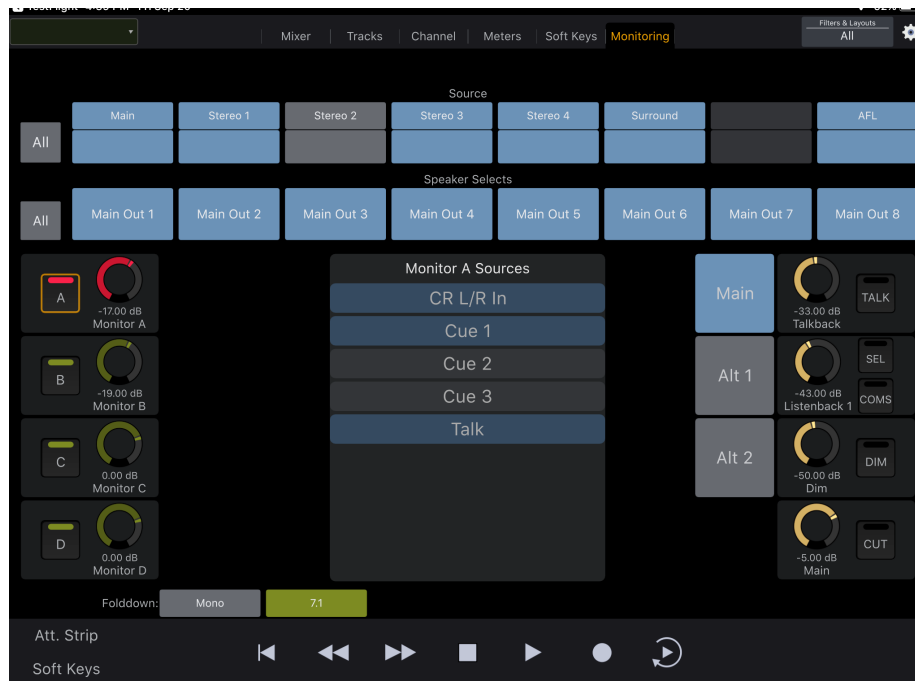 Filters & Layouts
Mixer Tracks Channel Meters Soft Keys Monitoring All
Source
Main Stereo 1 Stereo 2 Stereo 3 Stereo 4 Surround AFL
All
Speaker Selects
All Main Out 1 Main Out 2 Main Out 3 Main Out 4 Main Out 5 Main Out 6 Main Out 7 Main Out 8
Monitor A Sources
CR L/R In
Cue 1
Cue 2
Cue 3
Talk
A
-17.00 dB
Monitor A
B
-19.00 dB
Monitor B
C
0.00 dB
Monitor C
D
0.00 dB
Monitor D
Main
Alt 1
Alt 2
-33.00 dB
Talkback
TALK
-43.00 dB
Listenback 1
SEL
COMS
-50.00 dB
Dim
DIM
-5.00 dB
Main
CUT
Folddown: Mono 7.1
Att. Strip
Soft Keys